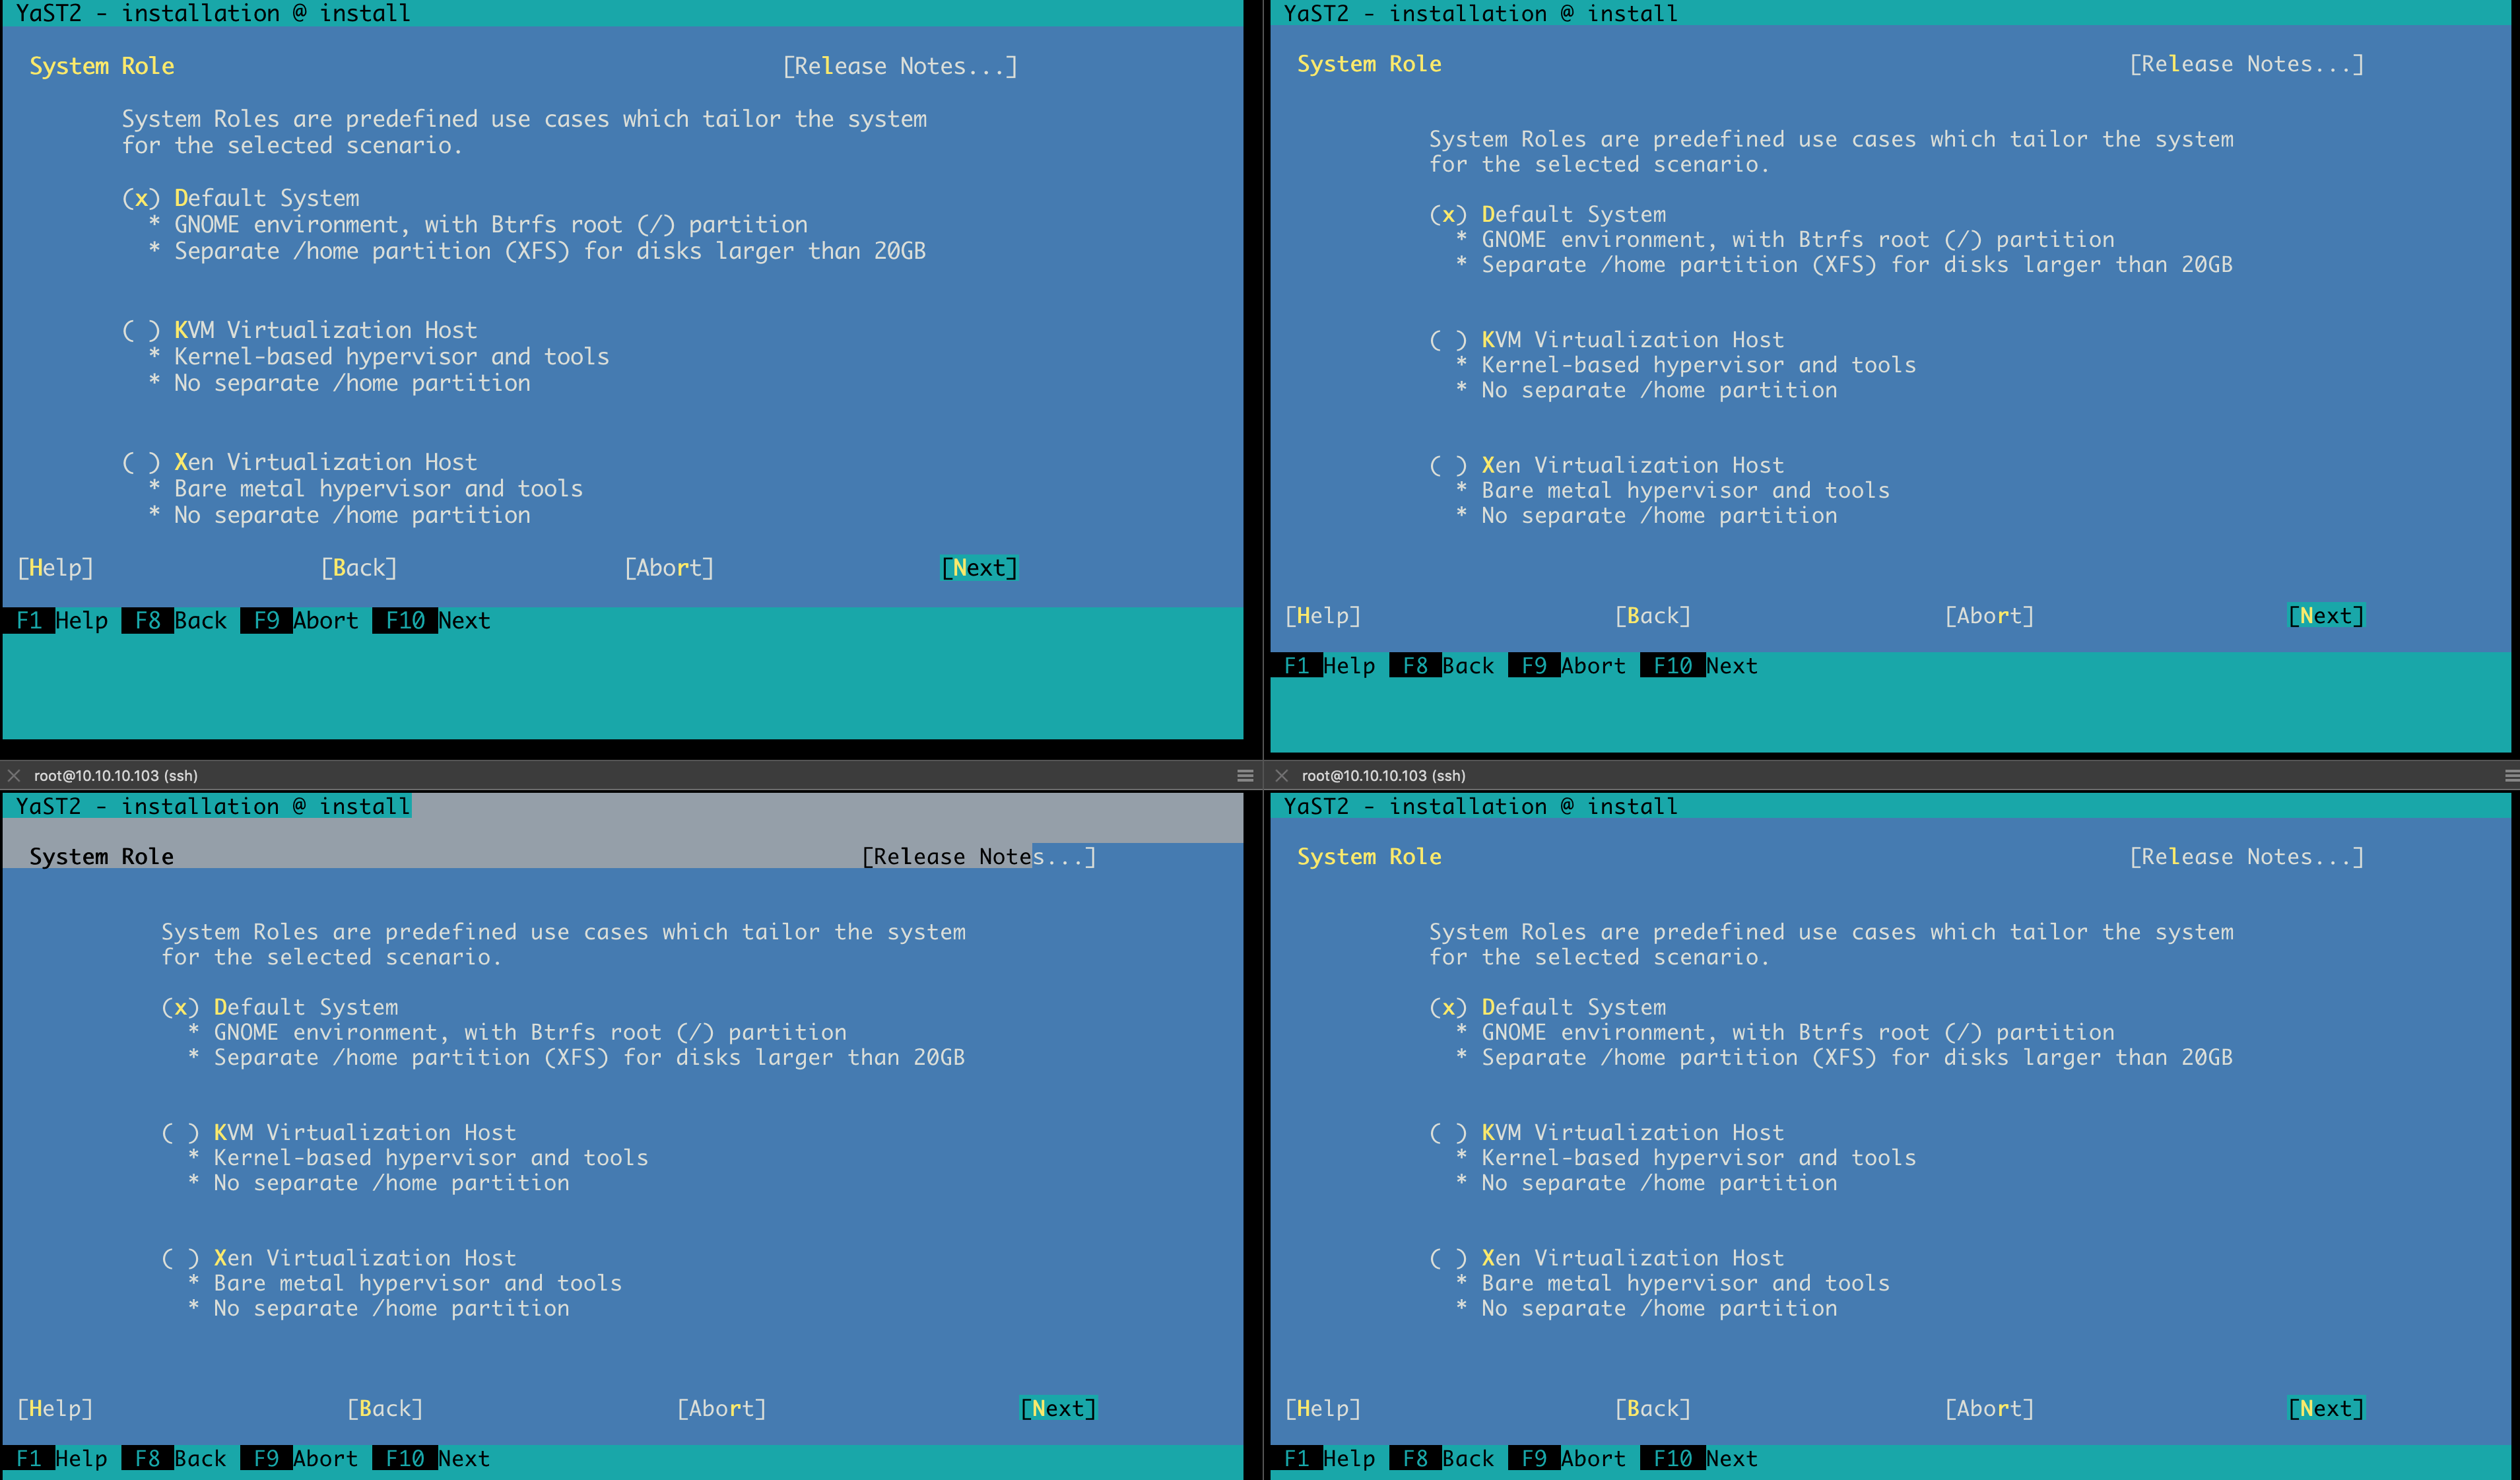 YaST2 - installation @ install
System Role [Release Notes...]
System Roles are predefined use cases which tailor the system
for the selected scenario.
(x) Default System
* GNOME environment, with Btrfs root (/) partition
* Separate /home partition (XFS) for disks larger than 20GB
( ) KVM Virtualization Host
* Kernel-based hypervisor and tools
* No separate /home partition
( ) Xen Virtualization Host
* Bare metal hypervisor and tools
* No separate /home partition
[Help] [Back] [Abort] [Next]
F1 Help F8 Back F9 Abort F10 Next
YaST2 - installation @ install
System Role [Release Notes...]
System Roles are predefined use cases which tailor the system
for the selected scenario.
(x) Default System
* GNOME environment, with Btrfs root (/) partition
* Separate /home partition (XFS) for disks larger than 20GB
( ) KVM Virtualization Host
* Kernel-based hypervisor and tools
* No separate /home partition
( ) Xen Virtualization Host
* Bare metal hypervisor and tools
* No separate /home partition
[Help] [Back] [Abort] [Next]
F1 Help F8 Back F9 Abort F10 Next
root@10.10.10.103 (ssh)
YaST2 - installation @ install
System Role [Release Notes...]
System Roles are predefined use cases which tailor the system
for the selected scenario.
(x) Default System
* GNOME environment, with Btrfs root (/) partition
* Separate /home partition (XFS) for disks larger than 20GB
( ) KVM Virtualization Host
* Kernel-based hypervisor and tools
* No separate /home partition
( ) Xen Virtualization Host
* Bare metal hypervisor and tools
* No separate /home partition
[Help] [Back] [Abort] [Next]
F1 Help F8 Back F9 Abort F10 Next
root@10.10.10.103 (ssh)
YaST2 - installation @ install
System Role [Release Notes...]
System Roles are predefined use cases which tailor the system
for the selected scenario.
(x) Default System
* GNOME environment, with Btrfs root (/) partition
* Separate /home partition (XFS) for disks larger than 20GB
( ) KVM Virtualization Host
* Kernel-based hypervisor and tools
* No separate /home partition
( ) Xen Virtualization Host
* Bare metal hypervisor and tools
* No separate /home partition
[Help] [Back] [Abort] [Next]
F1 Help F8 Back F9 Abort F10 Next